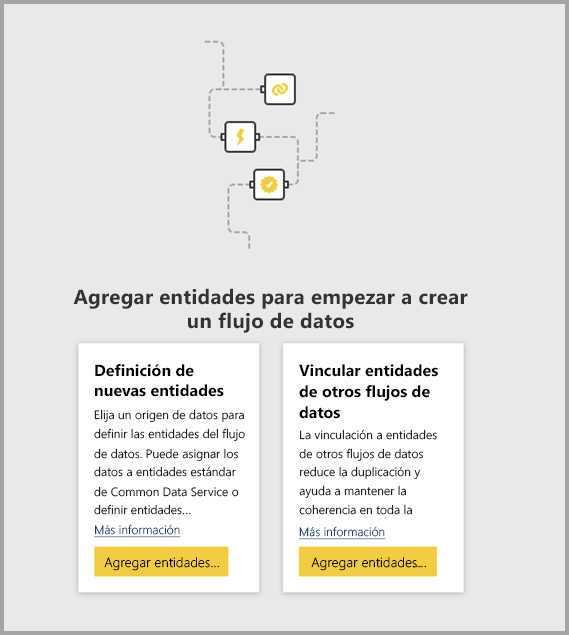 Agregar entidades para empezar a crear
un flujo de datos
Definición de
nuevas entidades
Elija un origen de datos para
definir las entidades del flujo
de datos. Puede asignar los
datos a entidades estándar
de Common Data Service o
definir entidades...
Más información
Agregar entidades...
Vincular entidades
de otros flujos de
datos
La vinculación a entidades
de otros flujos de datos
reduce la duplicación y
ayuda a mantener la
coherencia en toda la
Más información
Agregar entidades...